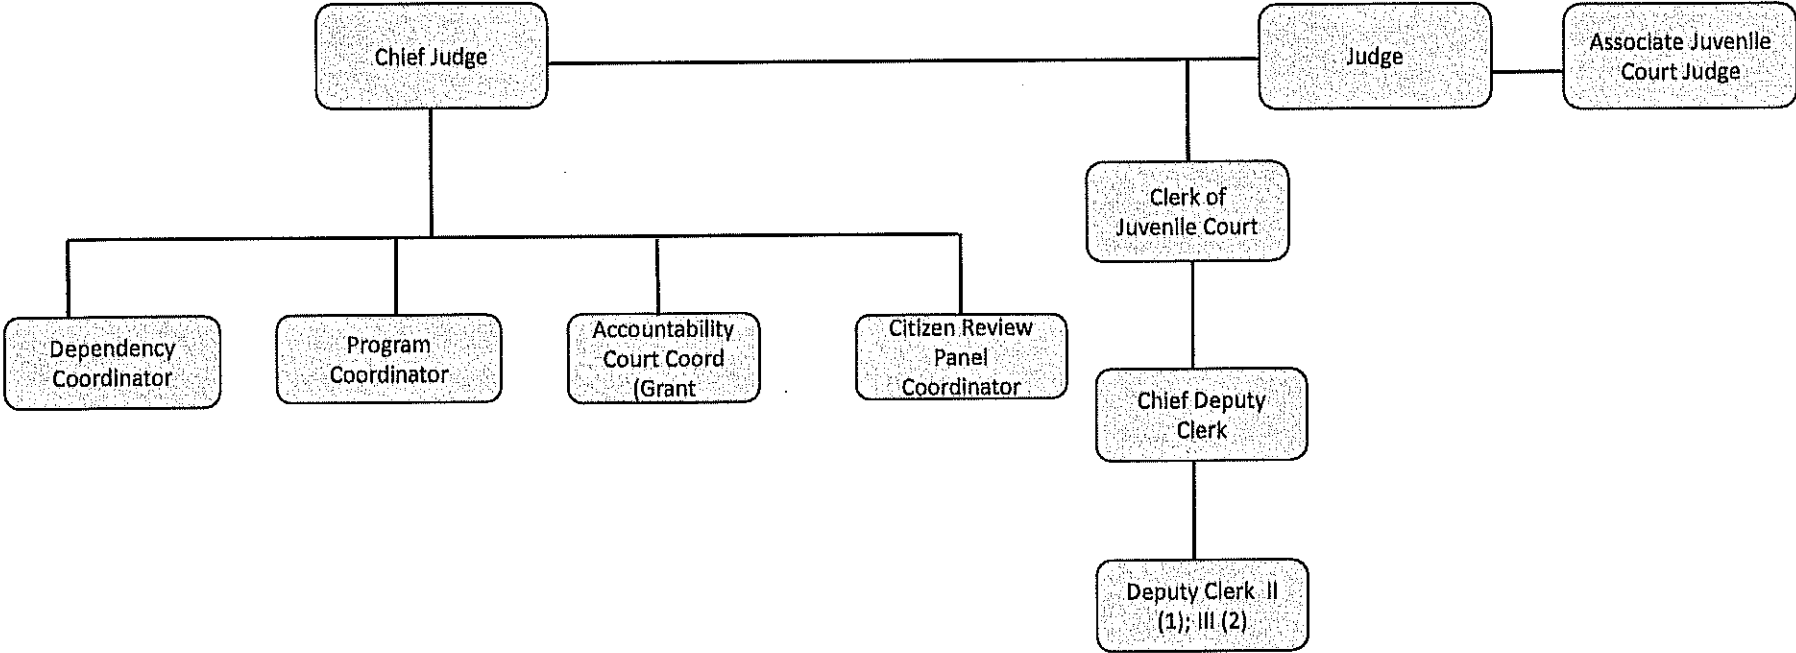 Chief Judge
Judge
Associate Juvenile
Court Judge
Clerk of
Juvenile Court
Dependency
Coordinator
Program
Coordinator
Accountability
Court Coord
(Grant
Citizen Review
Panel
Coordinator
Chief Deputy
Clerk
Deputy Clerk II
(1); III (2)